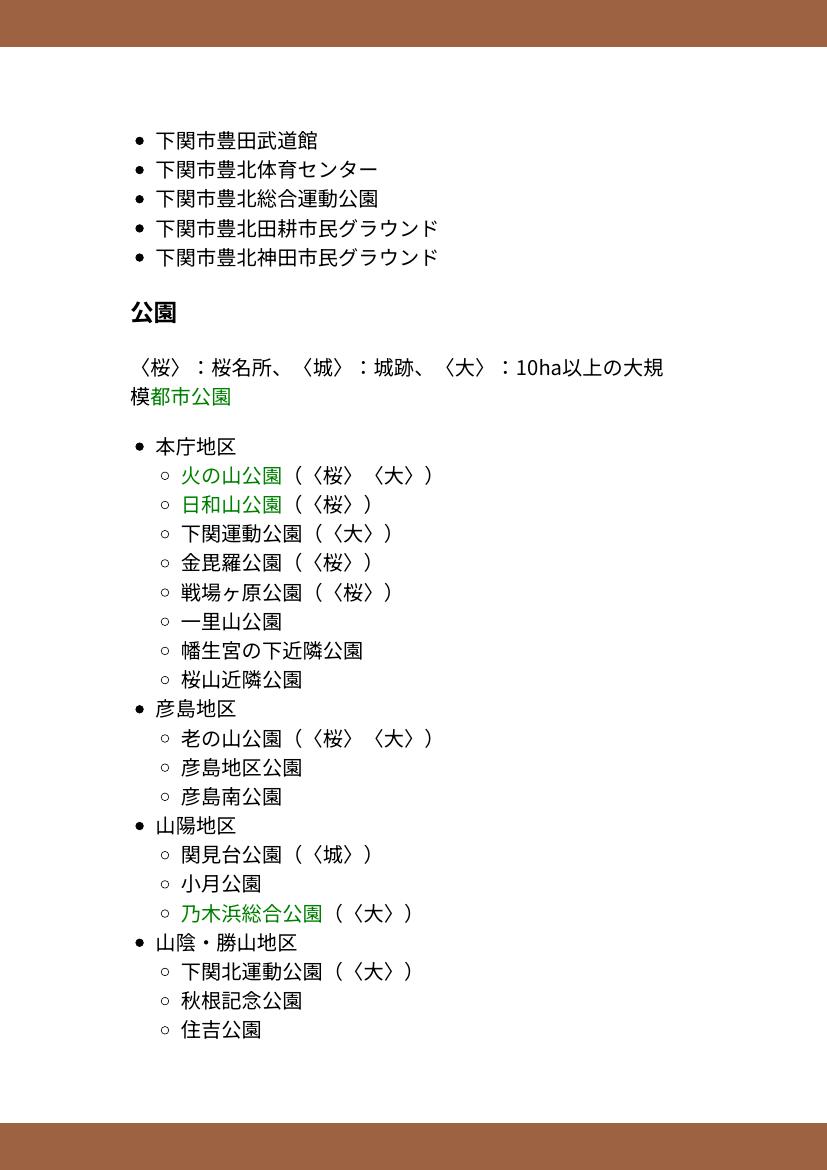 • 下関市豊田武道館
• 下関市豊北体育センター
• 下関市豊北総合運動公園
• 下関市豊北田耕市民グラウンド
• 下関市豊北神田市民グラウンド
公園
〈桜〉：桜名所、〈城〉：城跡、〈大〉：10ha以上の大規
模都市公園
• 本庁地区
○ 火の山公園（〈桜〉〈大〉）
○ 日和山公園（〈桜〉）
○ 下関運動公園（〈大〉）
○ 金毘羅公園（〈桜〉）
○ 戦場ヶ原公園（〈桜〉）
○ 一里山公園
○ 幡生宮の下近隣公園
○ 桜山近隣公園
• 彦島地区
○ 老の山公園（〈桜〉〈大〉）
○ 彦島地区公園
○ 彦島南公園
• 山陽地区
○ 関見台公園（〈城〉）
○ 小月公園
○ 乃木浜総合公園（〈大〉）
• 山陰・勝山地区
○ 下関北運動公園（〈大〉）
○ 秋根記念公園
○ 住吉公園